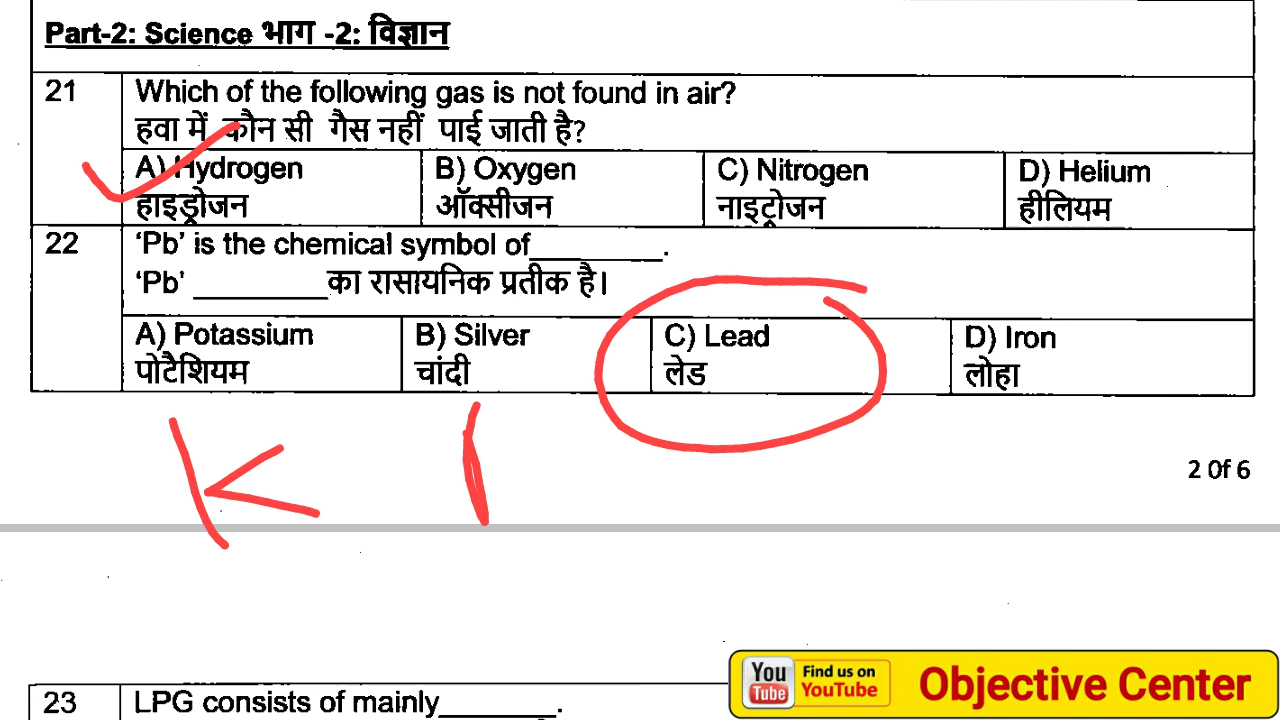 Part-2: Science भाग -2: विज्ञान
21 Which of the following gas is not found in air?
हवा में कौन सी गैस नहीं पाई जाती है?
A) Hydrogen B) Oxygen C) Nitrogen D) Helium
हाइड्रोजन ऑक्सीजन नाइट्रोजन हीलियम
22 ‘Pb’ is the chemical symbol of________.
‘Pb’ ________का रासायनिक प्रतीक है।
A) Potassium B) Silver C) Lead D) Iron
पोटैशियम चांदी लेड लोहा
K
2 0f 6
23 LPG consists of mainly_______.
You Tube Find us on YouTube Objective Center